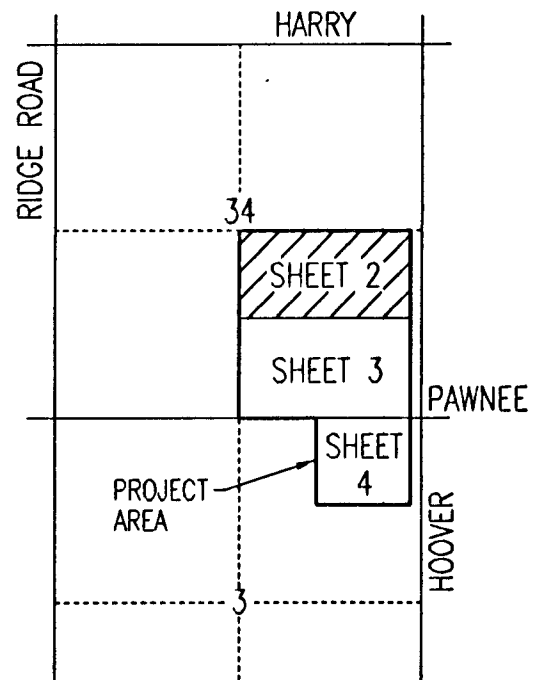 HARRY
RIDGE ROAD
34
SHEET 2
SHEET 3
PAWNEE
SHEET
4
PROJECT
AREA
HOOVER
3